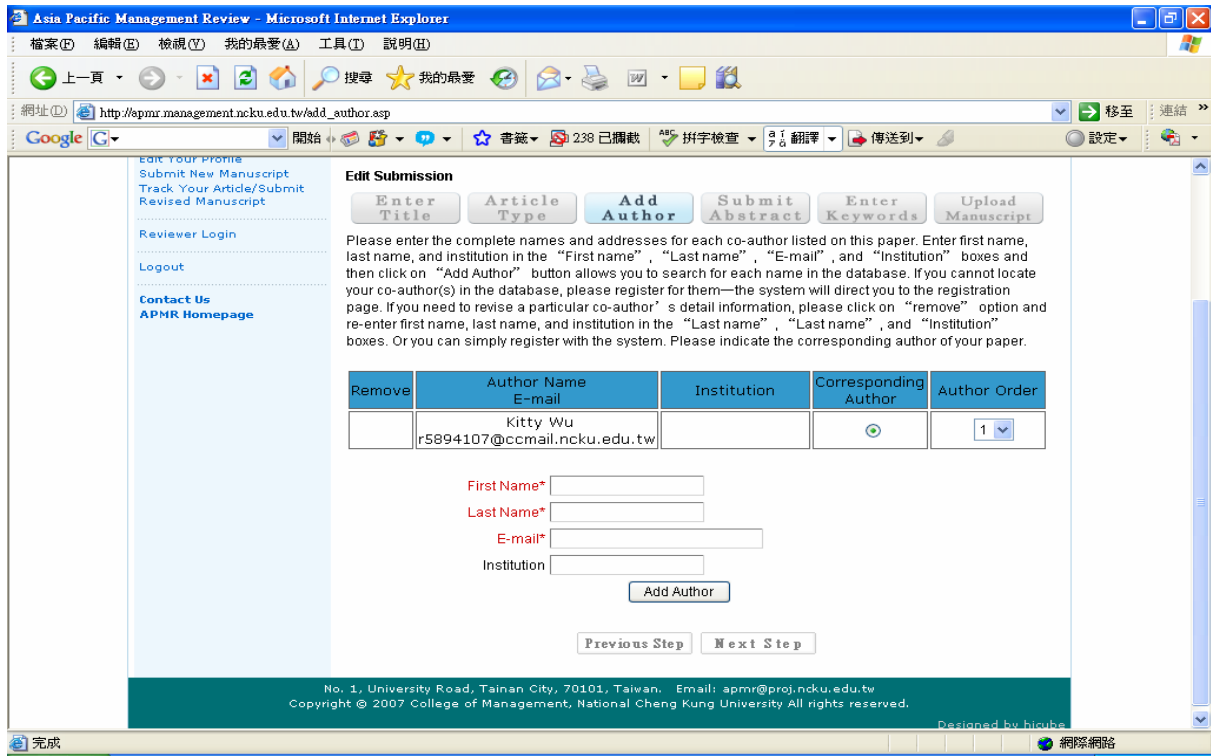 Asia Pacific Management Review - Microsoft Internet Explorer
檔案(F) 編輯(E) 檢視(V) 我的最愛(A) 工具(T) 說明(H)
上一頁 搜尋 我的最愛
網址(D) http://apmr.management.ncku.edu.tw/add_author.asp 移至 連結 »
Google G 開始 書籤 238 已攔截 ABC 拼字檢查 翻譯 傳送到 設定
Edit Your Profile
Submit New Manuscript
Track Your Article/Submit
Revised Manuscript
Reviewer Login
Logout
Contact Us
APMR Homepage
Edit Submission
Enter Title Article Type Add Author Submit Abstract Enter Keywords Upload Manuscript
Please enter the complete names and addresses for each co-author listed on this paper. Enter first name,
last name, and institution in the “First name” , “Last name” , “E-mail” , and “Institution” boxes and
then click on “Add Author” button allows you to search for each name in the database. If you cannot locate
your co-author(s) in the database, please register for them—the system will direct you to the registration
page. If you need to revise a particular co-author’ s detail information, please click on “remove” option and
re-enter first name, last name, and institution in the “Last name” , “Last name” , and “Institution”
boxes. Or you can simply register with the system. Please indicate the corresponding author of your paper.
Remove Author Name E-mail Institution Corresponding Author Author Order
Kitty Wu
r5894107@ccmail.ncku.edu.tw 1
First Name*
Last Name*
E-mail*
Institution
Add Author
Previous Step Next Step
No. 1, University Road, Tainan City, 70101, Taiwan. Email: apmr@proj.ncku.edu.tw
Copyright @ 2007 College of Management, National Cheng Kung University All rights reserved.
Designed by hicube
完成 網際網路